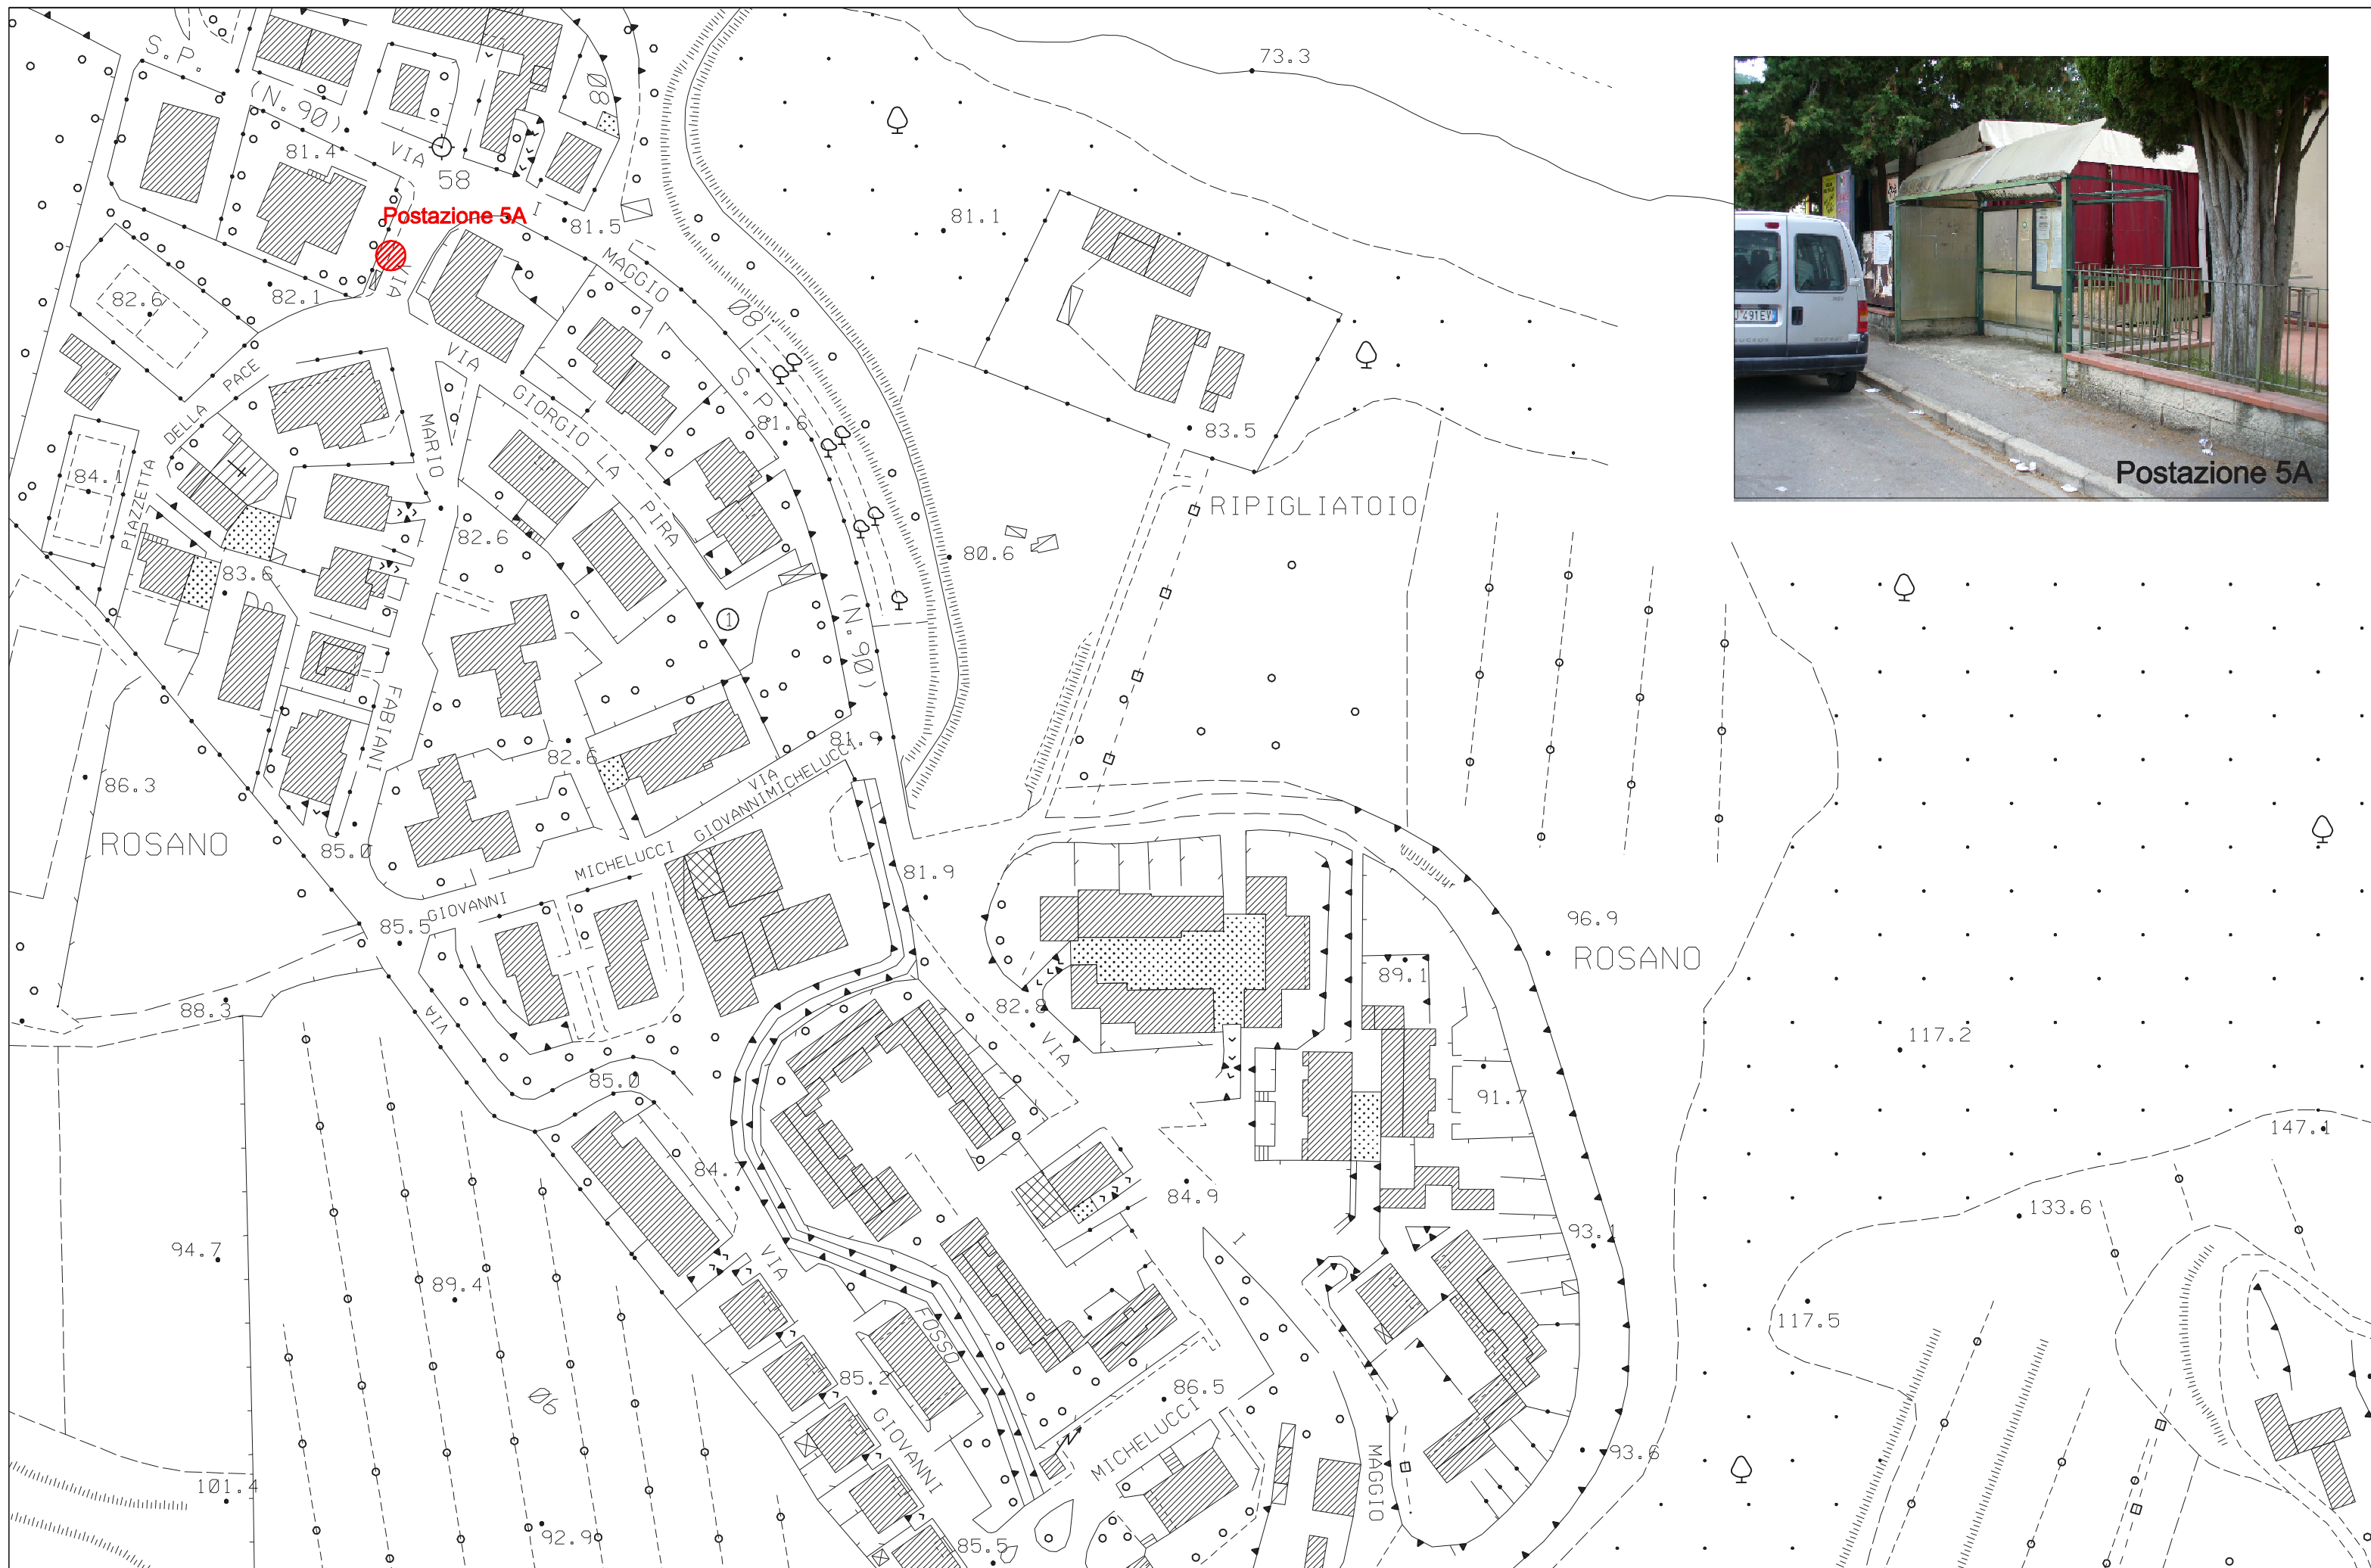 S.P.
(N.90)
80
73.3
81.4
VIA
58
I
Postazione 5A
81.5
81.1
VIA
MAGGIO
82.1
82.6
80
VIA
PACE
GIORGIO LA PIRA
S.P.
81.6
83.5
DELLA
MARIO
Postazione 5A
84.1
PIAZZETTA
RIPIGLIATOIO
82.6
80.6
83.6
1
(N.90)
FABIANI
82.6
81.9
VIA
GIOVANNIMICHELUCCI
86.3
ROSANO
85.0
MICHELUCCI
81.9
GIOVANNI
85.5
96.9
ROSANO
89.1
88.3
VIA
82.8
VIA
117.2
85.0
91.7
147.1
84.7
84.9
133.6
94.7
VIA
I
93.1
89.4
FOSSO
117.5
85.2
86.5
90
GIOVANNI
MICHELUCCI
MAGGIO
93.6
101.4
92.9
85.5